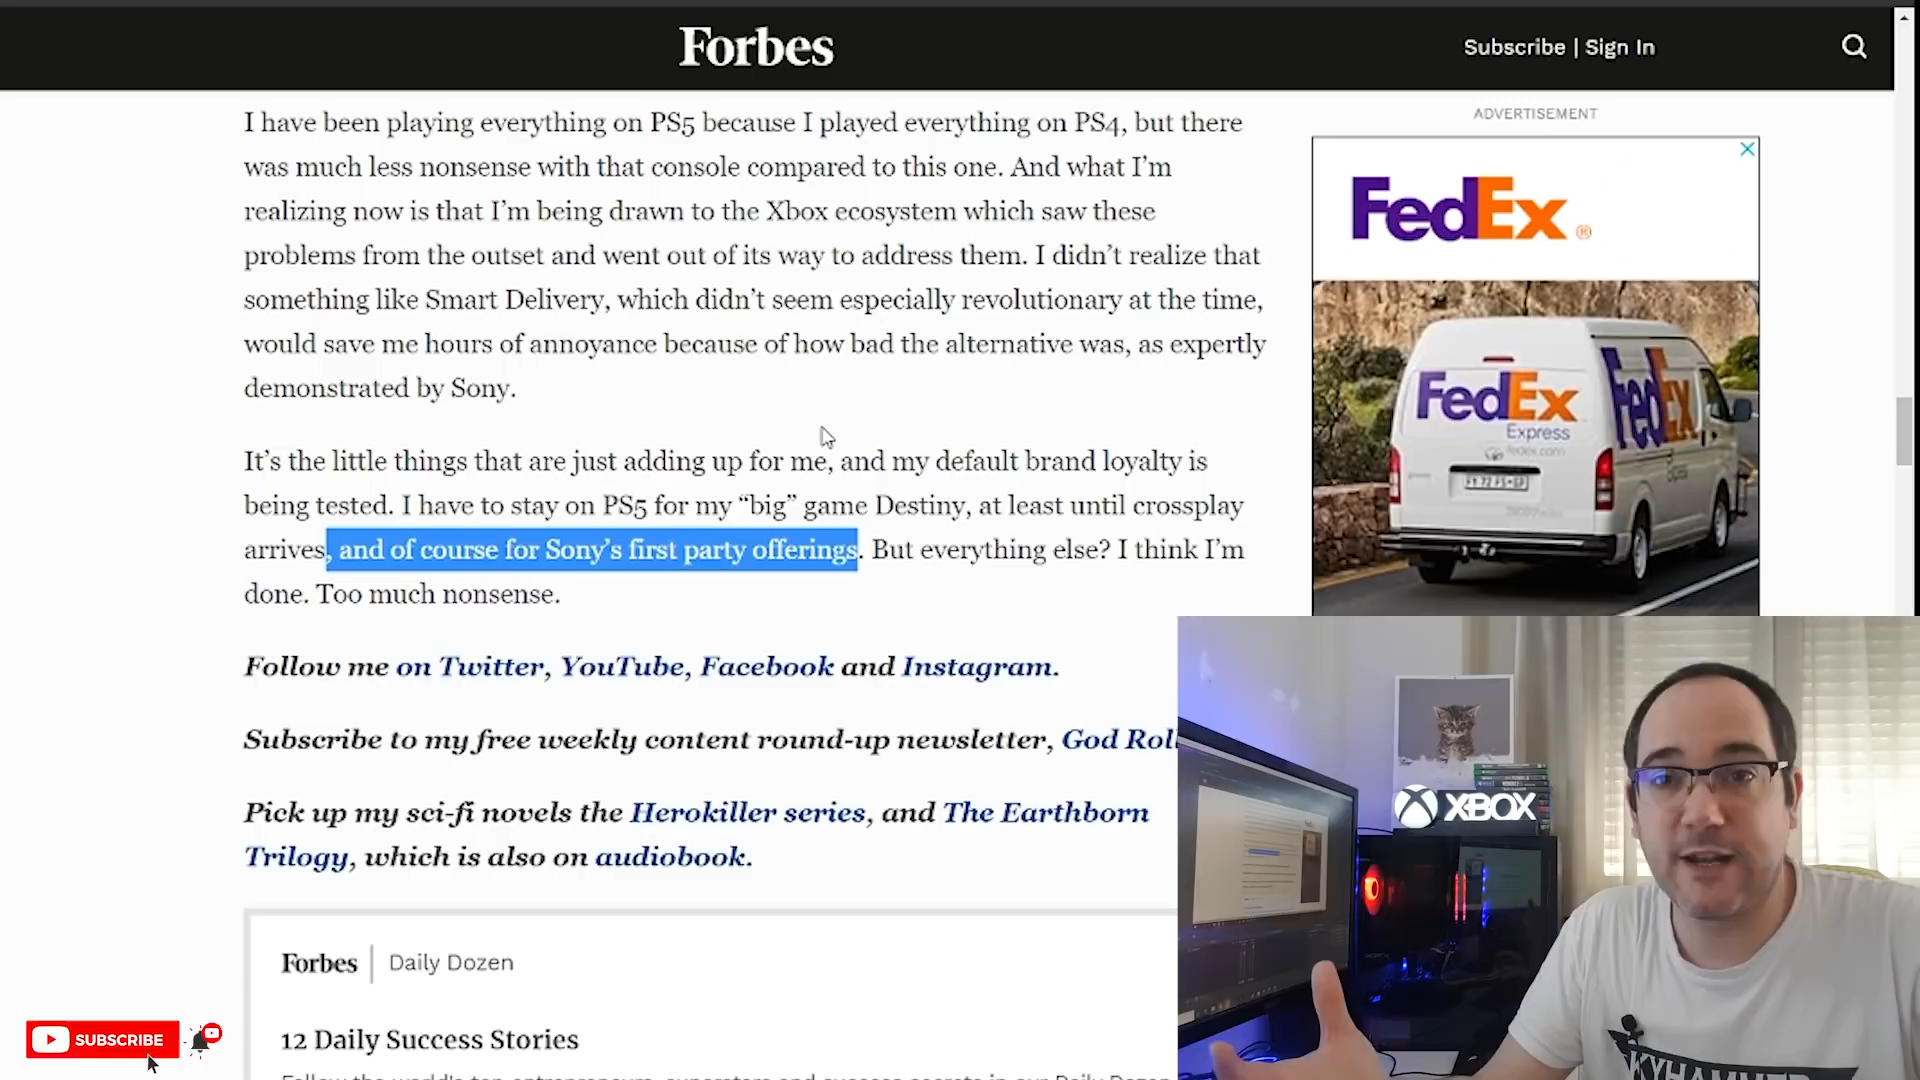 Forbes
Subscribe | Sign In
I have been playing everything on PS5 because I played everything on PS4, but there
was much less nonsense with that console compared to this one. And what I’m
realizing now is that I’m being drawn to the Xbox ecosystem which saw these
problems from the outset and went out of its way to address them. I didn’t realize that
something like Smart Delivery, which didn’t seem especially revolutionary at the time,
would save me hours of annoyance because of how bad the alternative was, as expertly
demonstrated by Sony.
It’s the little things that are just adding up for me, and my default brand loyalty is
being tested. I have to stay on PS5 for my “big” game Destiny, at least until crossplay
arrives, and of course for Sony’s first party offerings. But everything else? I think I’m
done. Too much nonsense.
Follow me on Twitter, YouTube, Facebook and Instagram.
Subscribe to my free weekly content round-up newsletter, God Roll
Pick up my sci-fi novels the Herokiller series, and The Earthborn
Trilogy, which is also on audiobook.
Forbes | Daily Dozen
12 Daily Success Stories
ADVERTISEMENT
FedEx ®
FedEx
Express
fedex.com
FedEx
XBOX
SUBSCRIBE